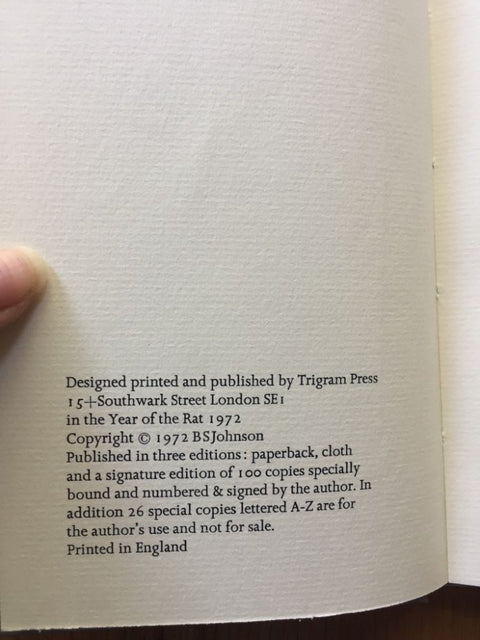 Designed printed and published by Trigram Press
15+Southwark Street London SE1
in the Year of the Rat 1972
Copyright © 1972 BSJohnson
Published in three editions: paperback, cloth
and a signature edition of 100 copies specially
bound and numbered & signed by the author. In
addition 26 special copies lettered A-Z are for
the author's use and not for sale.
Printed in England